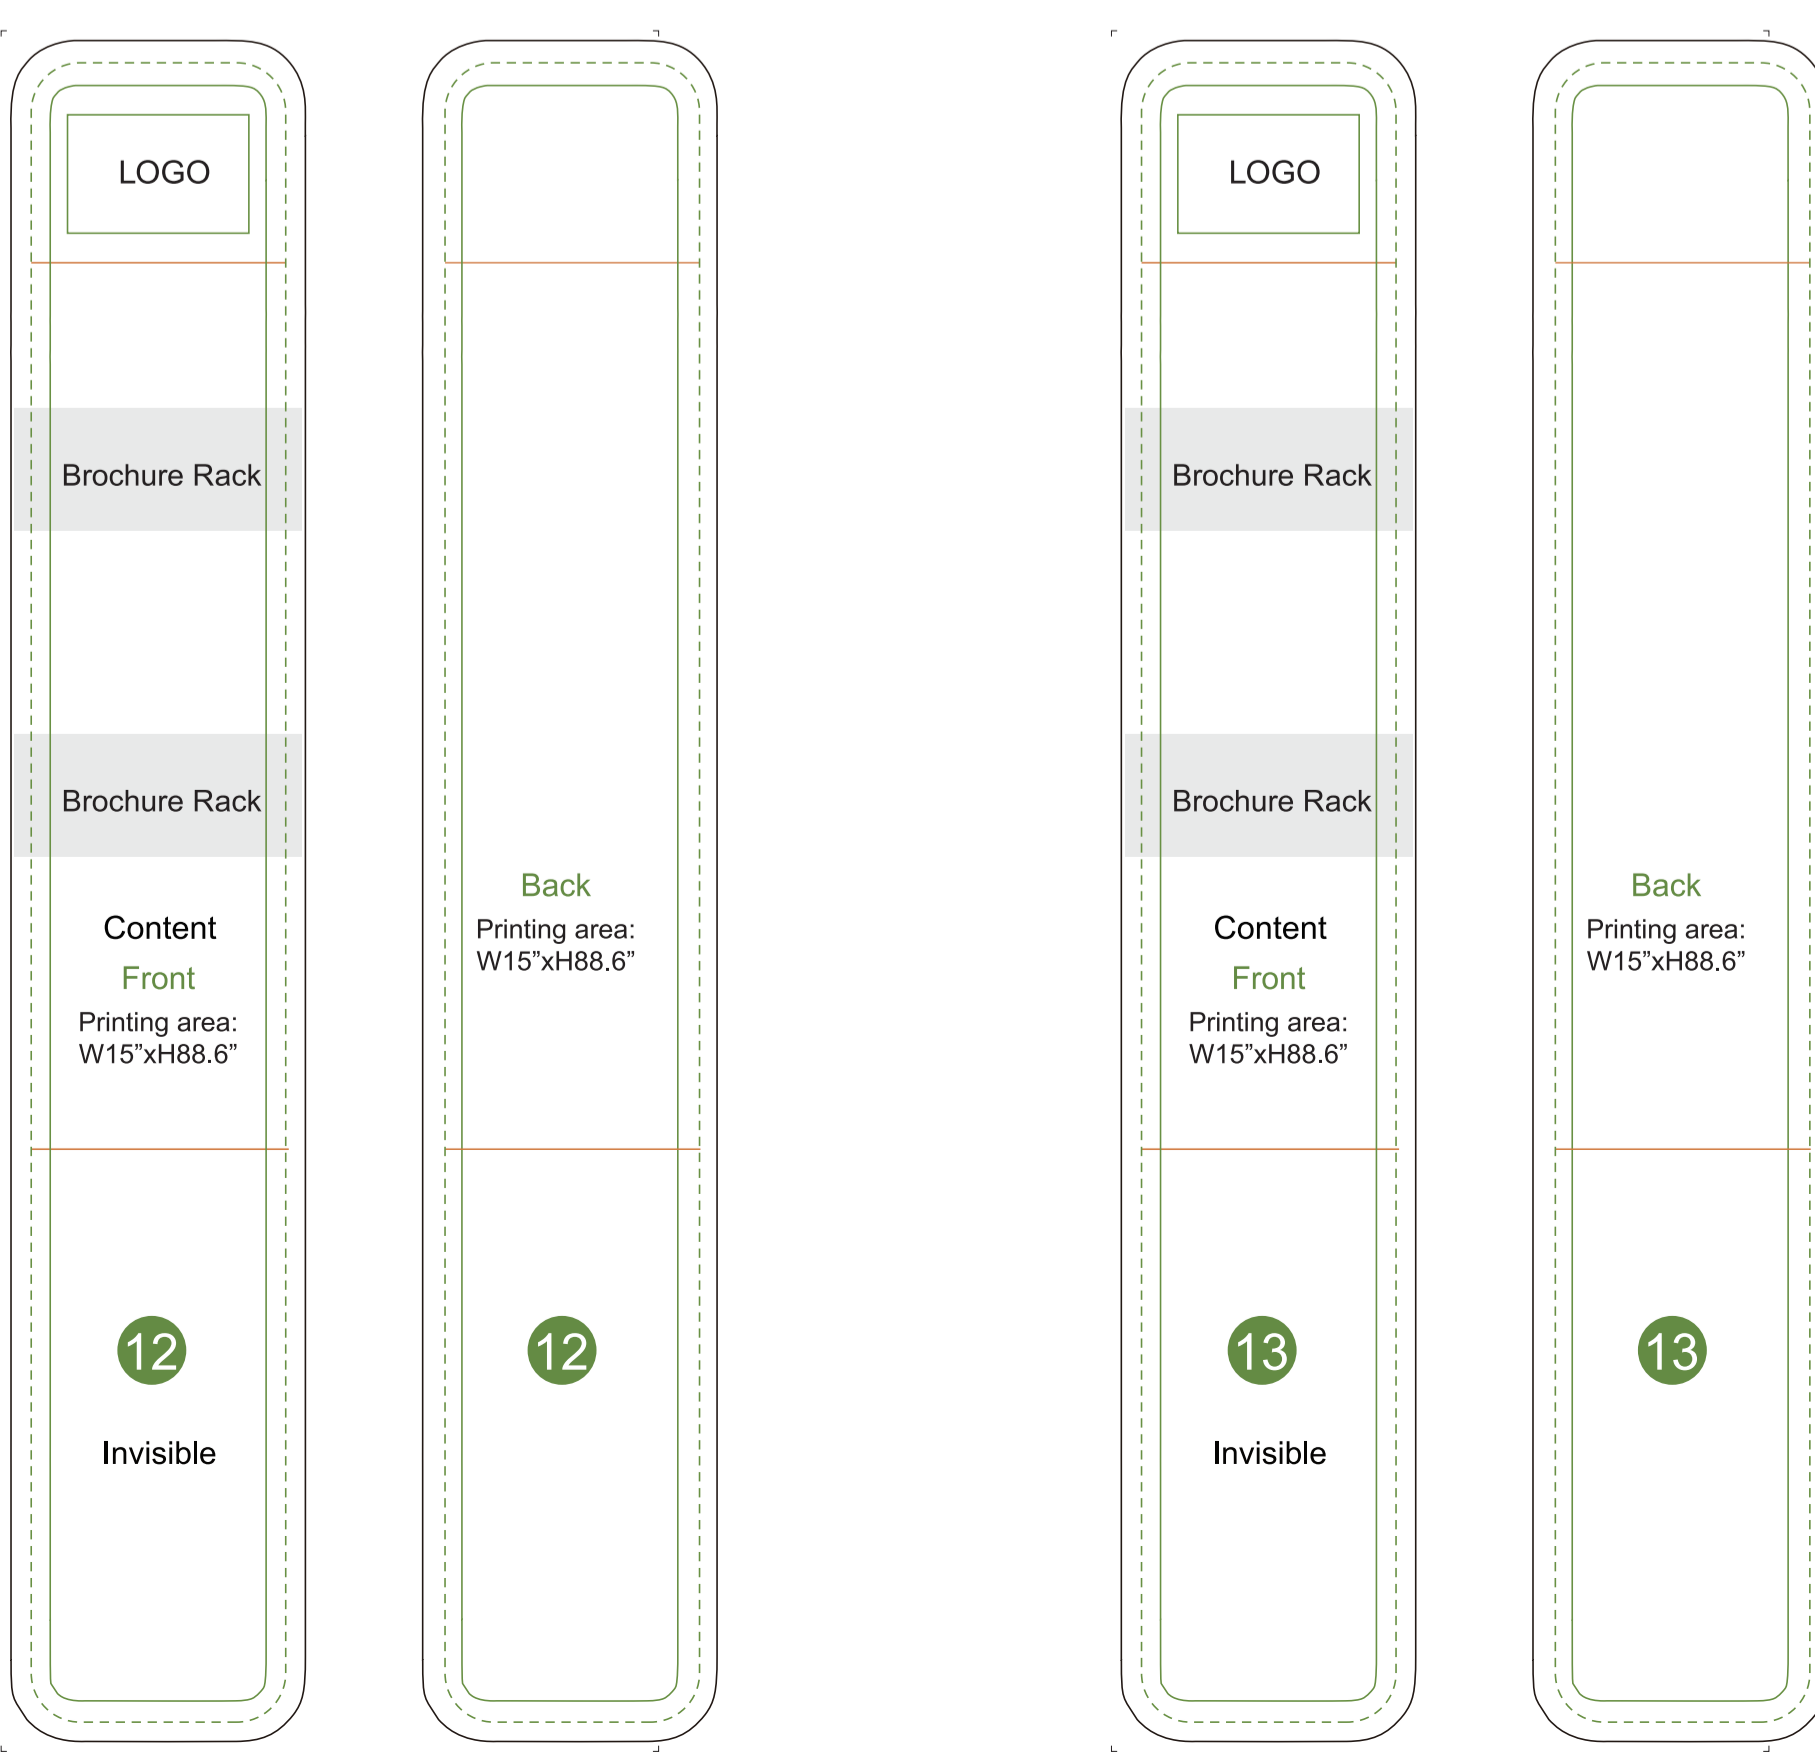 LOGO
Brochure Rack
Brochure Rack
Content
Front
Printing area:
W15”xH88.6”
12
Invisible
Back
Printing area:
W15”xH88.6”
12
LOGO
Brochure Rack
Brochure Rack
Content
Front
Printing area:
W15”xH88.6”
13
Invisible
Back
Printing area:
W15”xH88.6”
13